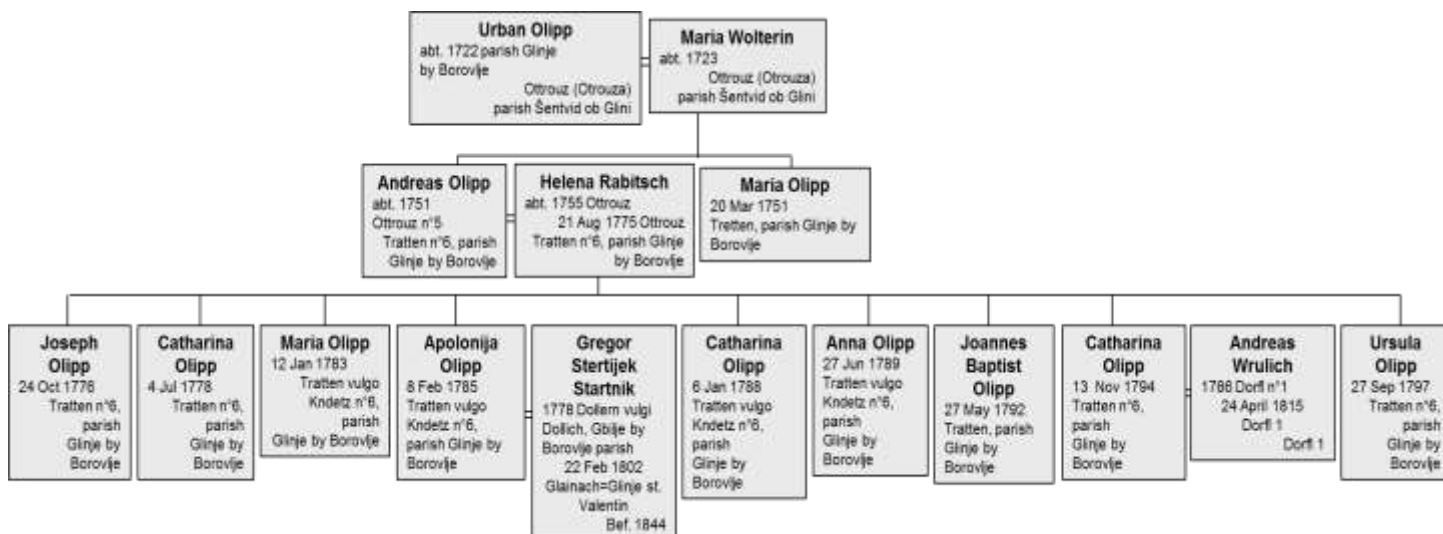 Urban Olipp
abt. 1722 parish Glinje
by Borovlje
Ottrouz (Otrouza)
parish Šentvid ob Glini
Maria Wolterin
abt. 1723
Ottrouz (Otrouza)
parish Šentvid ob Glini
Andreas Olipp
abt. 1751
Ottrouz n°5
Tratten n°6, parish
Glinje by Borovlje
Helena Rabitsch
abt. 1755 Ottrouz
21 Aug 1775 Ottrouz
Tratten n°6, parish Glinje
by Borovlje
Maria Olipp
20 Mar 1751
Tretten, parish Glinje by
Borovlje
Joseph
Olipp
24 Oct 1776
Tratten n°6,
parish
Glinje by
Borovlje
Catharina
Olipp
4 Jul 1778
Tratten n°6,
parish
Glinje by
Borovlje
Maria Olipp
12 Jan 1783
Tratten vulgo
Kndetz n°6,
parish
Glinje by Borovlje
Apolonija
Olipp
8 Feb 1785
Tratten vulgo
Kndetz n°6,
parish Glinje by
Borovlje
Gregor
Stertijek
Startnik
1778 Dollern vulgi
Dollich, Gbilje by
Borovlje parish
22 Feb 1802
Glainach=Glinje st.
Valentin
Bef. 1844
Catharina
Olipp
6 Jan 1788
Tratten vulgo
Kndetz n°6,
parish
Glinje by
Borovlje
Anna Olipp
27 Jun 1789
Tratten vulgo
Kndetz n°6,
parish
Glinje by
Borovlje
Joannes
Baptist
Olipp
27 May 1792
Tratten, parish
Glinje by
Borovlje
Catharina
Olipp
13 Nov 1794
Tratten n°6,
parish
Glinje by
Borovlje
Andreas
Wrulich
1786 Dorfl n°1
24 April 1815
Dorfl 1
Dorfl 1
Ursula
Olipp
27 Sep 1797
Tratten n°6,
parish
Glinje by
Borovlje